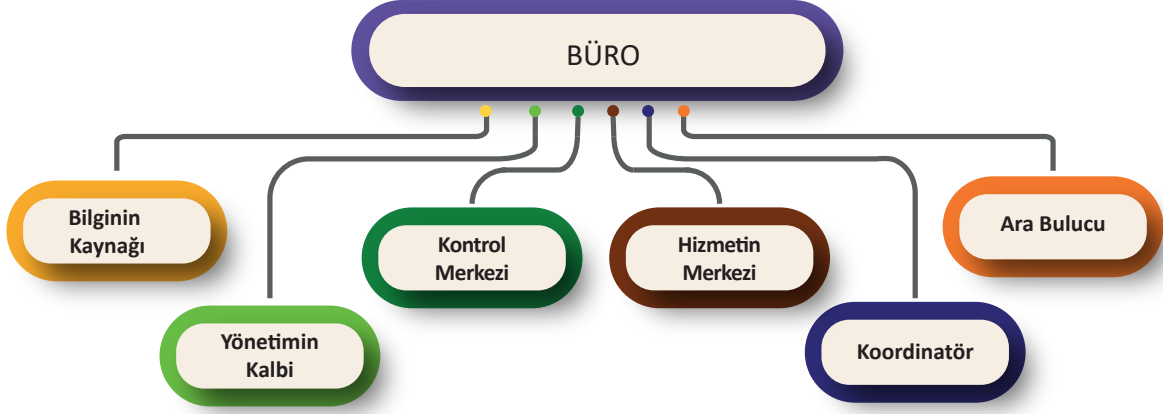 BÜRO
Bilginin
Kaynağı
Yönetimin
Kalbi
Kontrol
Merkezi
Hizmetin
Merkezi
Koordinatör
Ara Bulucu